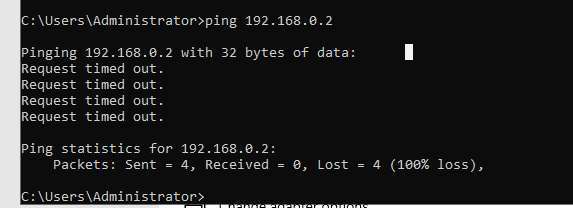 C:\Users\Administrator>ping 192.168.0.2
Pinging 192.168.0.2 with 32 bytes of data:
Request timed out.
Request timed out.
Request timed out.
Request timed out.
Ping statistics for 192.168.0.2:
    Packets: Sent = 4, Received = 0, Lost = 4 (100% loss),
C:\Users\Administrator>
Change adapter options